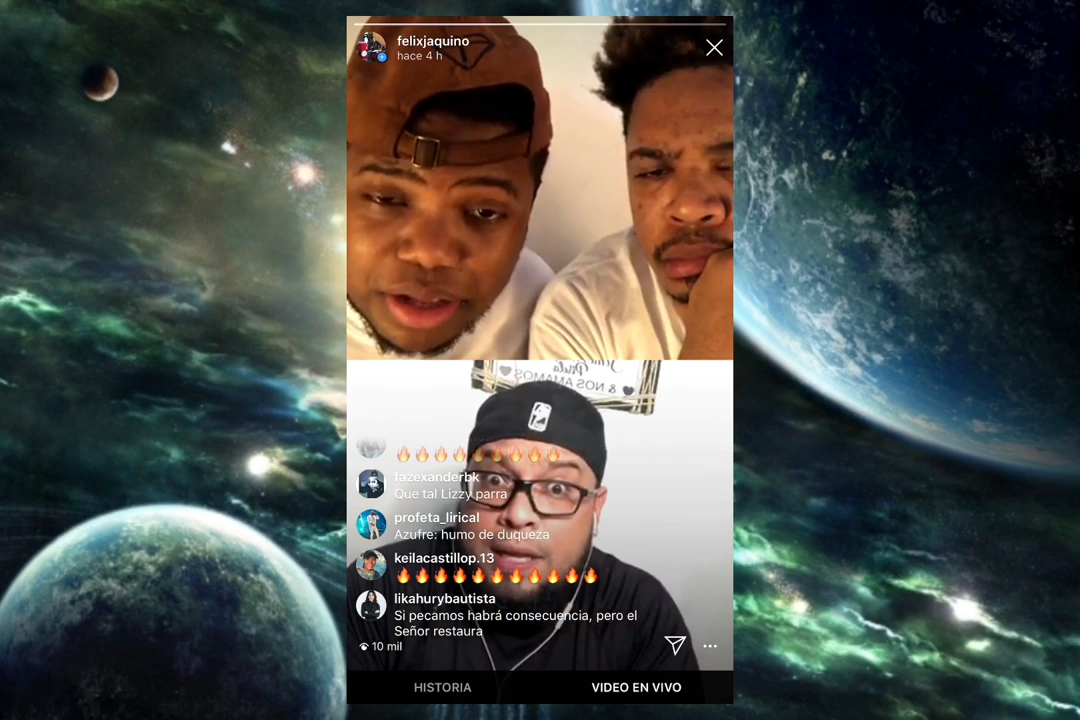 felixjaquino
hace 4 h
& NOS AMAMOS
fazexanderbk
Que tal Lizzy parra
profeta_lirical
Azufre: humo de duqueza
keilacastillop.13
likahurybautista
Si pecamos habrá consecuencia, pero el
Señor restaura
10 mil
HISTORIA
VIDEO EN VIVO